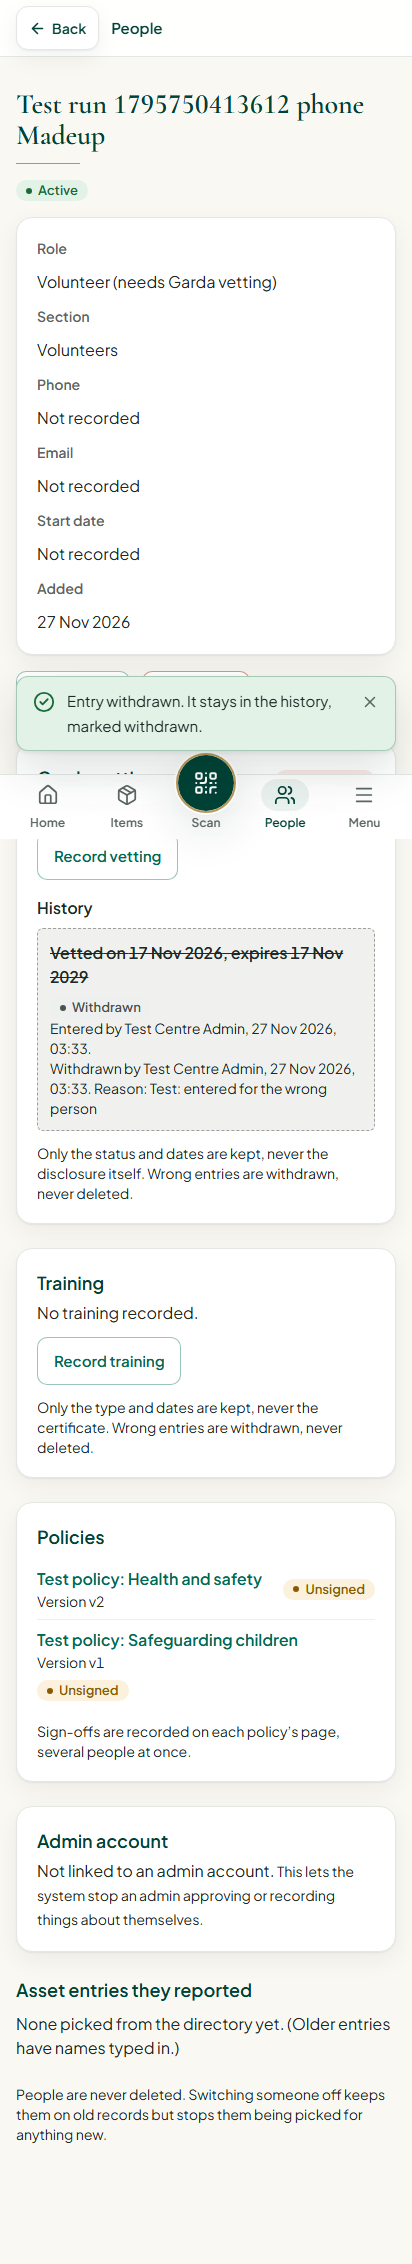 Back People
Test run 1795750413612 phone
Madeup
Active
Role
Volunteer (needs Garda vetting)
Section
Volunteers
Phone
Not recorded
Email
Not recorded
Start date
Not recorded
Added
27 Nov 2026
Entry withdrawn. It stays in the history,
marked withdrawn.
Home Items Scan People Menu
Record vetting
History
Vetted on 17 Nov 2026, expires 17 Nov
2029
Withdrawn
Entered by Test Centre Admin, 27 Nov 2026,
03:33.
Withdrawn by Test Centre Admin, 27 Nov 2026,
03:33. Reason: Test: entered for the wrong
person
Only the status and dates are kept, never the
disclosure itself. Wrong entries are withdrawn,
never deleted.
Training
No training recorded.
Record training
Only the type and dates are kept, never the
certificate. Wrong entries are withdrawn, never
deleted.
Policies
Test policy: Health and safety
Version v2
Unsigned
Test policy: Safeguarding children
Version v1
Unsigned
Sign-offs are recorded on each policy's page,
several people at once.
Admin account
Not linked to an admin account. This lets the
system stop an admin approving or recording
things about themselves.
Asset entries they reported
None picked from the directory yet. (Older entries
have names typed in.)
People are never deleted. Switching someone off keeps
them on old records but stops them being picked for
anything new.